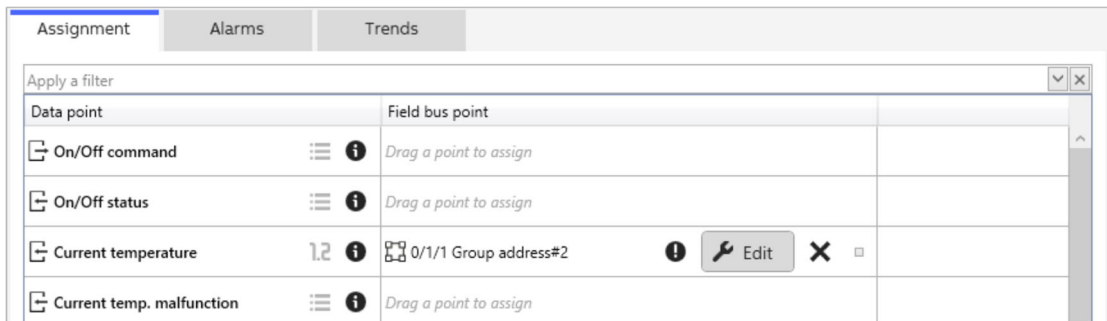 Assignment Alarms Trends
Apply a filter
Data point Field bus point
On/Off command Drag a point to assign
On/Off status Drag a point to assign
Current temperature 1.2 0/1/1 Group address#2 Edit
Current temp. malfunction Drag a point to assign